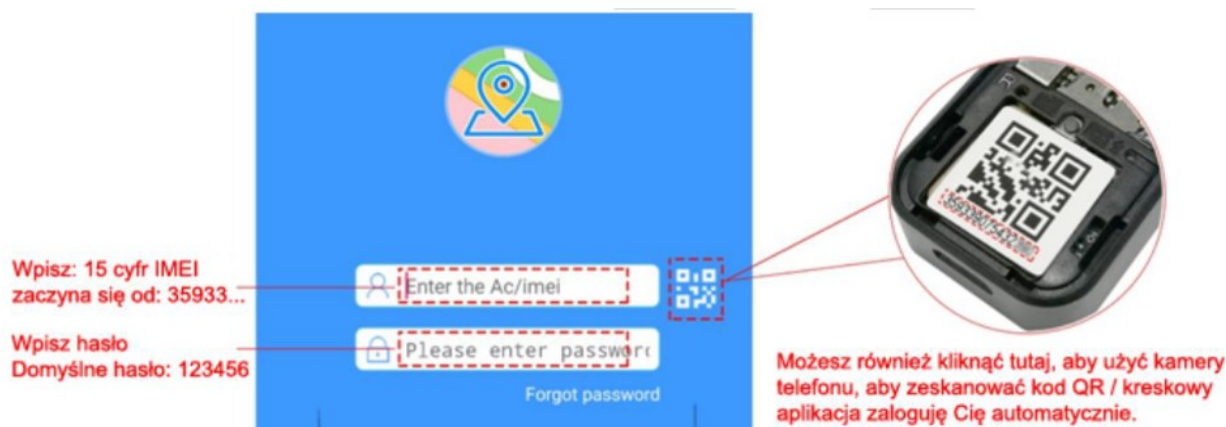 Wpisz: 15 cyfr IMEI
zaczyna się od: 35933...
Enter the Ac/imei
Wpisz hasło
Domyślne hasło: 123456
Please enter passwor
Forgot password
Możesz również kliknąć tutaj, aby użyć kamery
telefonu, aby zeskanować kod QR / kreskowy
aplikacja zaloguję Cię automatycznie.